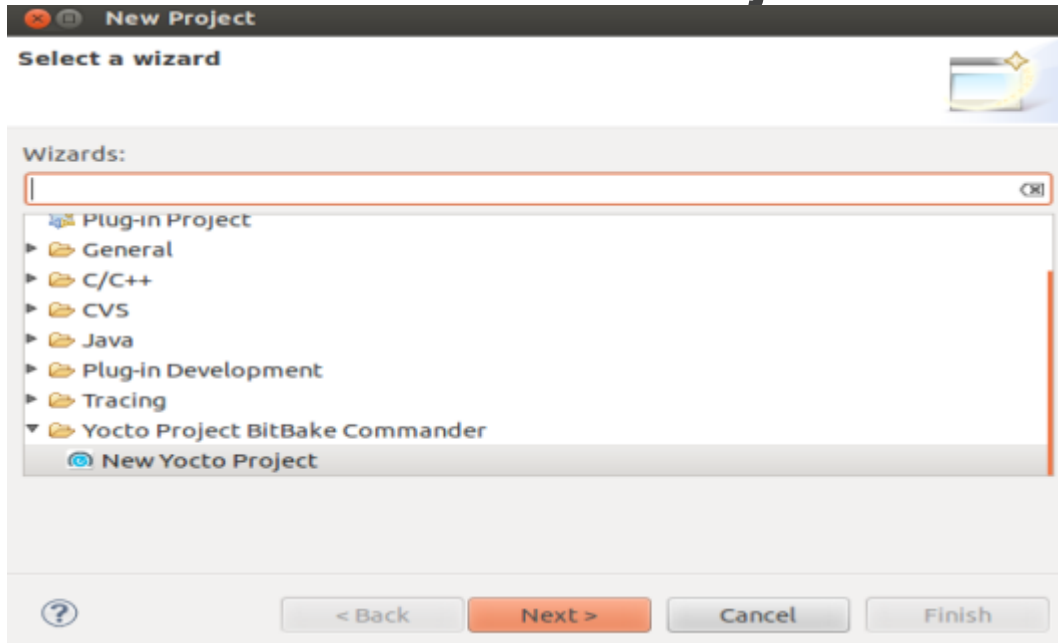 New Project
Select a wizard
Wizards:
Plug-in Project
General
C/C++
CVS
Java
Plug-in Development
Tracing
Yocto Project BitBake Commander
New Yocto Project
? < Back Next > Cancel Finish